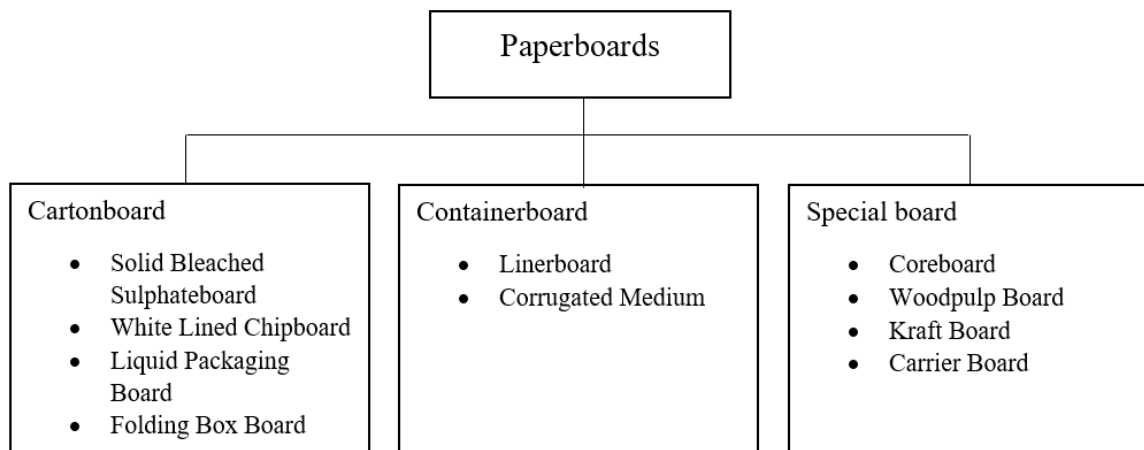 Paperboards
Cartonboard
• Solid Bleached
Sulphateboard
• White Lined Chipboard
• Liquid Packaging
Board
• Folding Box Board
Containerboard
• Linerboard
• Corrugated Medium
Special board
• Coreboard
• Woodpulp Board
• Kraft Board
• Carrier Board